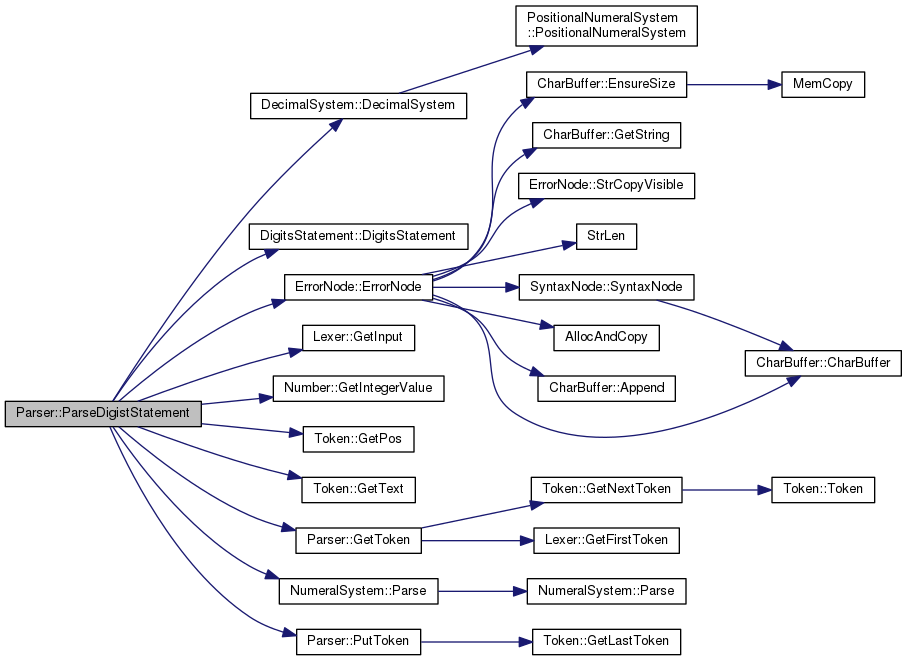 PositionalNumeralSystem
::PositionalNumeralSystem
CharBuffer::EnsureSize
MemCopy
DecimalSystem::DecimalSystem
CharBuffer::GetString
ErrorNode::StrCopyVisible
DigitsStatement::DigitsStatement
StrLen
ErrorNode::ErrorNode
SyntaxNode::SyntaxNode
Lexer::GetInput
AllocAndCopy
CharBuffer::CharBuffer
Number::GetIntegerValue
CharBuffer::Append
Parser::ParseDigistStatement
Token::GetPos
Token::GetText
Token::GetNextToken
Token::Token
Parser::GetToken
Lexer::GetFirstToken
NumeralSystem::Parse
NumeralSystem::Parse
Parser::PutToken
Token::GetLastToken